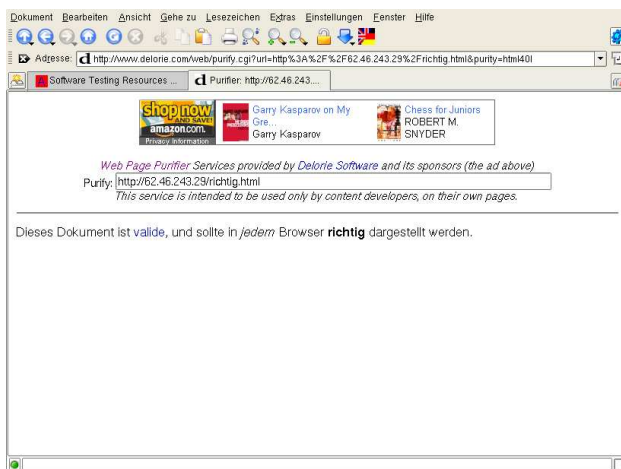 Dokument Bearbeiten Ansicht Gehe zu Lesezeichen Extras Einstellungen Fenster Hilfe
Adresse: d http://www.delorie.com/web/purify.cgi?url=http%3A%2F%2F62.46.243.29%2Frichtig.html&purity=html40l
Software Testing Resources ... d Purifier: http://62.46.243....
shop now
AND SAVE!
amazon.com.
Privacy Information
Garry Kasparov on My
Gre...
Garry Kasparov
Chess for Juniors
ROBERT M.
SNYDER
Web Page Purifier Services provided by Delorie Software and its sponsors (the ad above)
Purify: http://62.46.243.29/richtig.html
This service is intended to be used only by content developers, on their own pages.
Dieses Dokument ist valide, und sollte in jedem Browser richtig dargestellt werden.